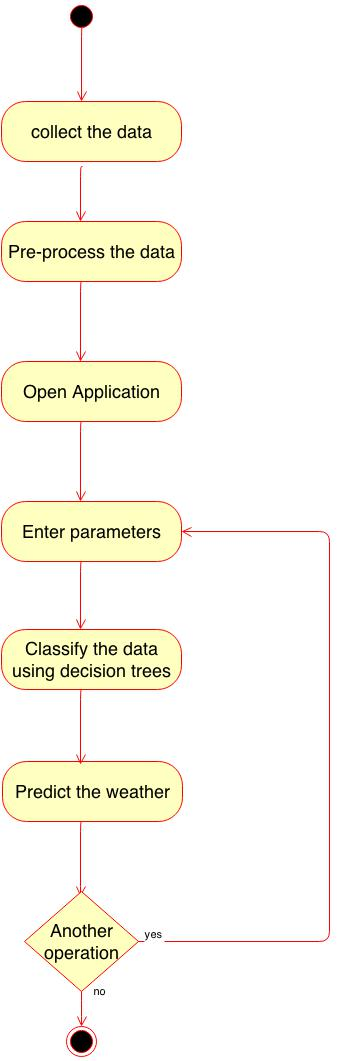 collect the data
Pre-process the data
Open Application
Enter parameters
Classify the data
using decision trees
Predict the weather
Another
operation
yes
no